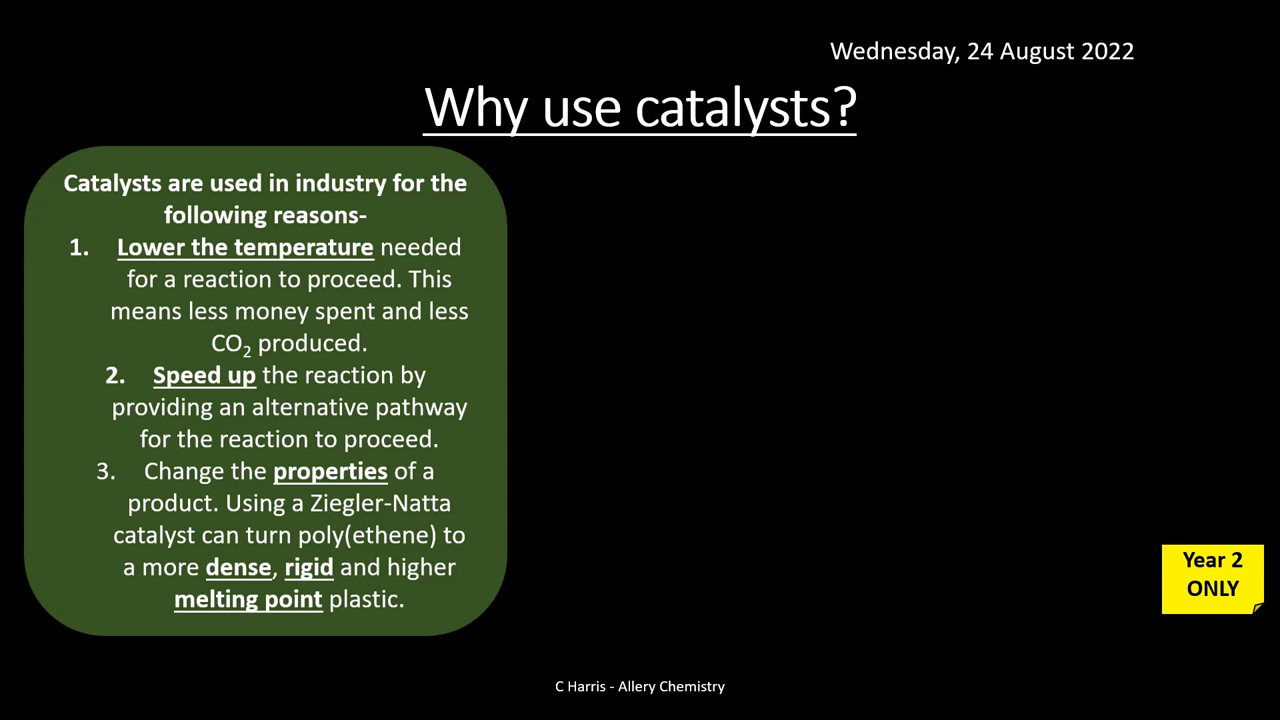 Wednesday, 24 August 2022
Why use catalysts?
Catalysts are used in industry for the
following reasons-
1. Lower the temperature needed
for a reaction to proceed. This
means less money spent and less
CO₂ produced.
2. Speed up the reaction by
providing an alternative pathway
for the reaction to proceed.
3. Change the properties of a
product. Using a Ziegler-Natta
catalyst can turn poly(ethene) to
a more dense, rigid and higher
melting point plastic.
Year 2
ONLY
C Harris - Allery Chemistry